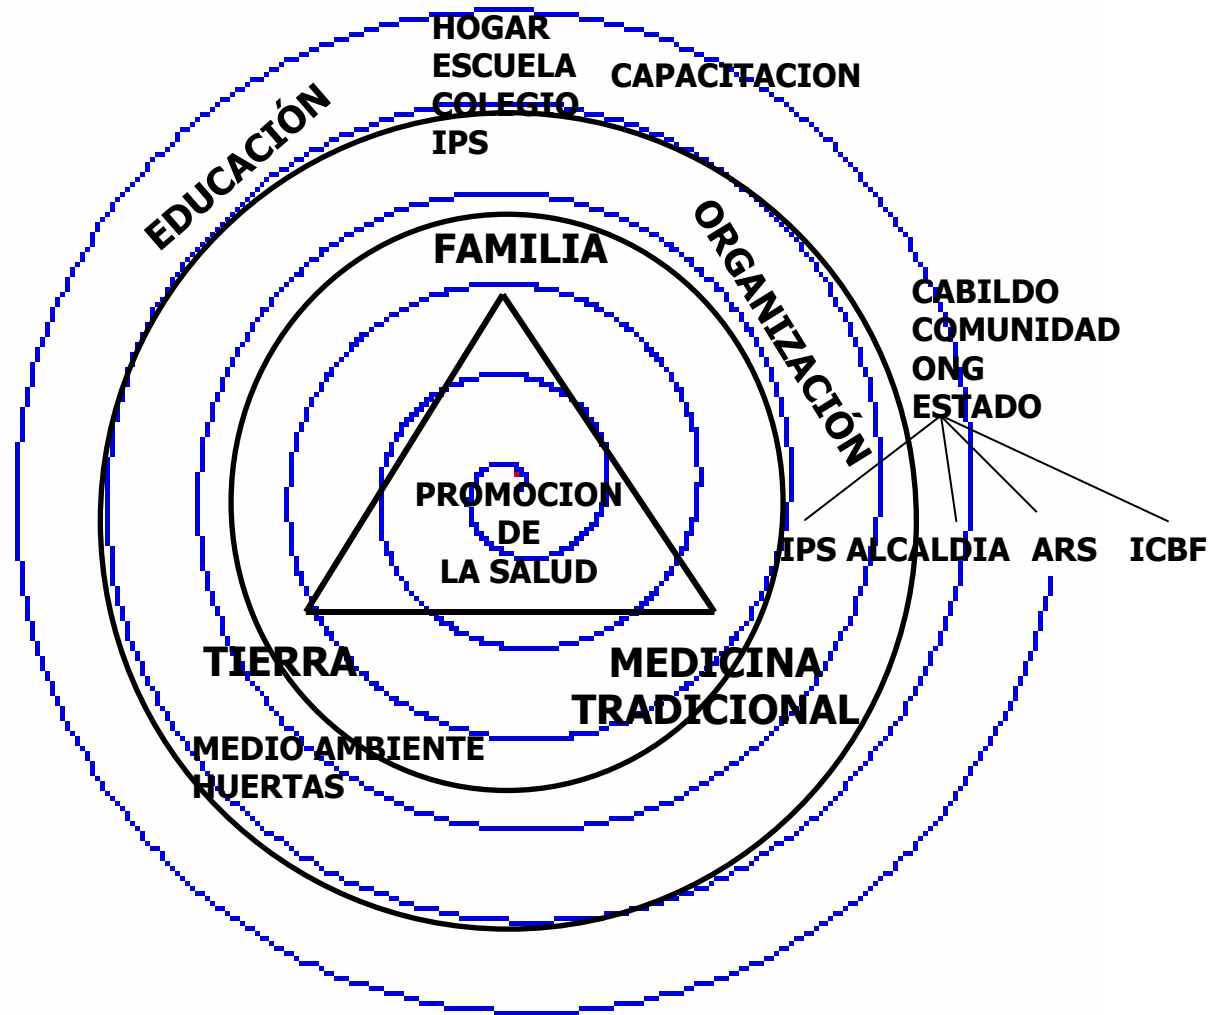 HOGAR
ESCUELA
COLEGIO
IPS
CAPACITACION
EDUCACIÓN
ORGANIZACIÓN
FAMILIA
CABILDO
COMUNIDAD
ONG
ESTADO
PROMOCION
DE
LA SALUD
IPS ALCALDIA ARS ICBF
TIERRA
MEDICINA
TRADICIONAL
MEDIO AMBIENTE
HUERTAS